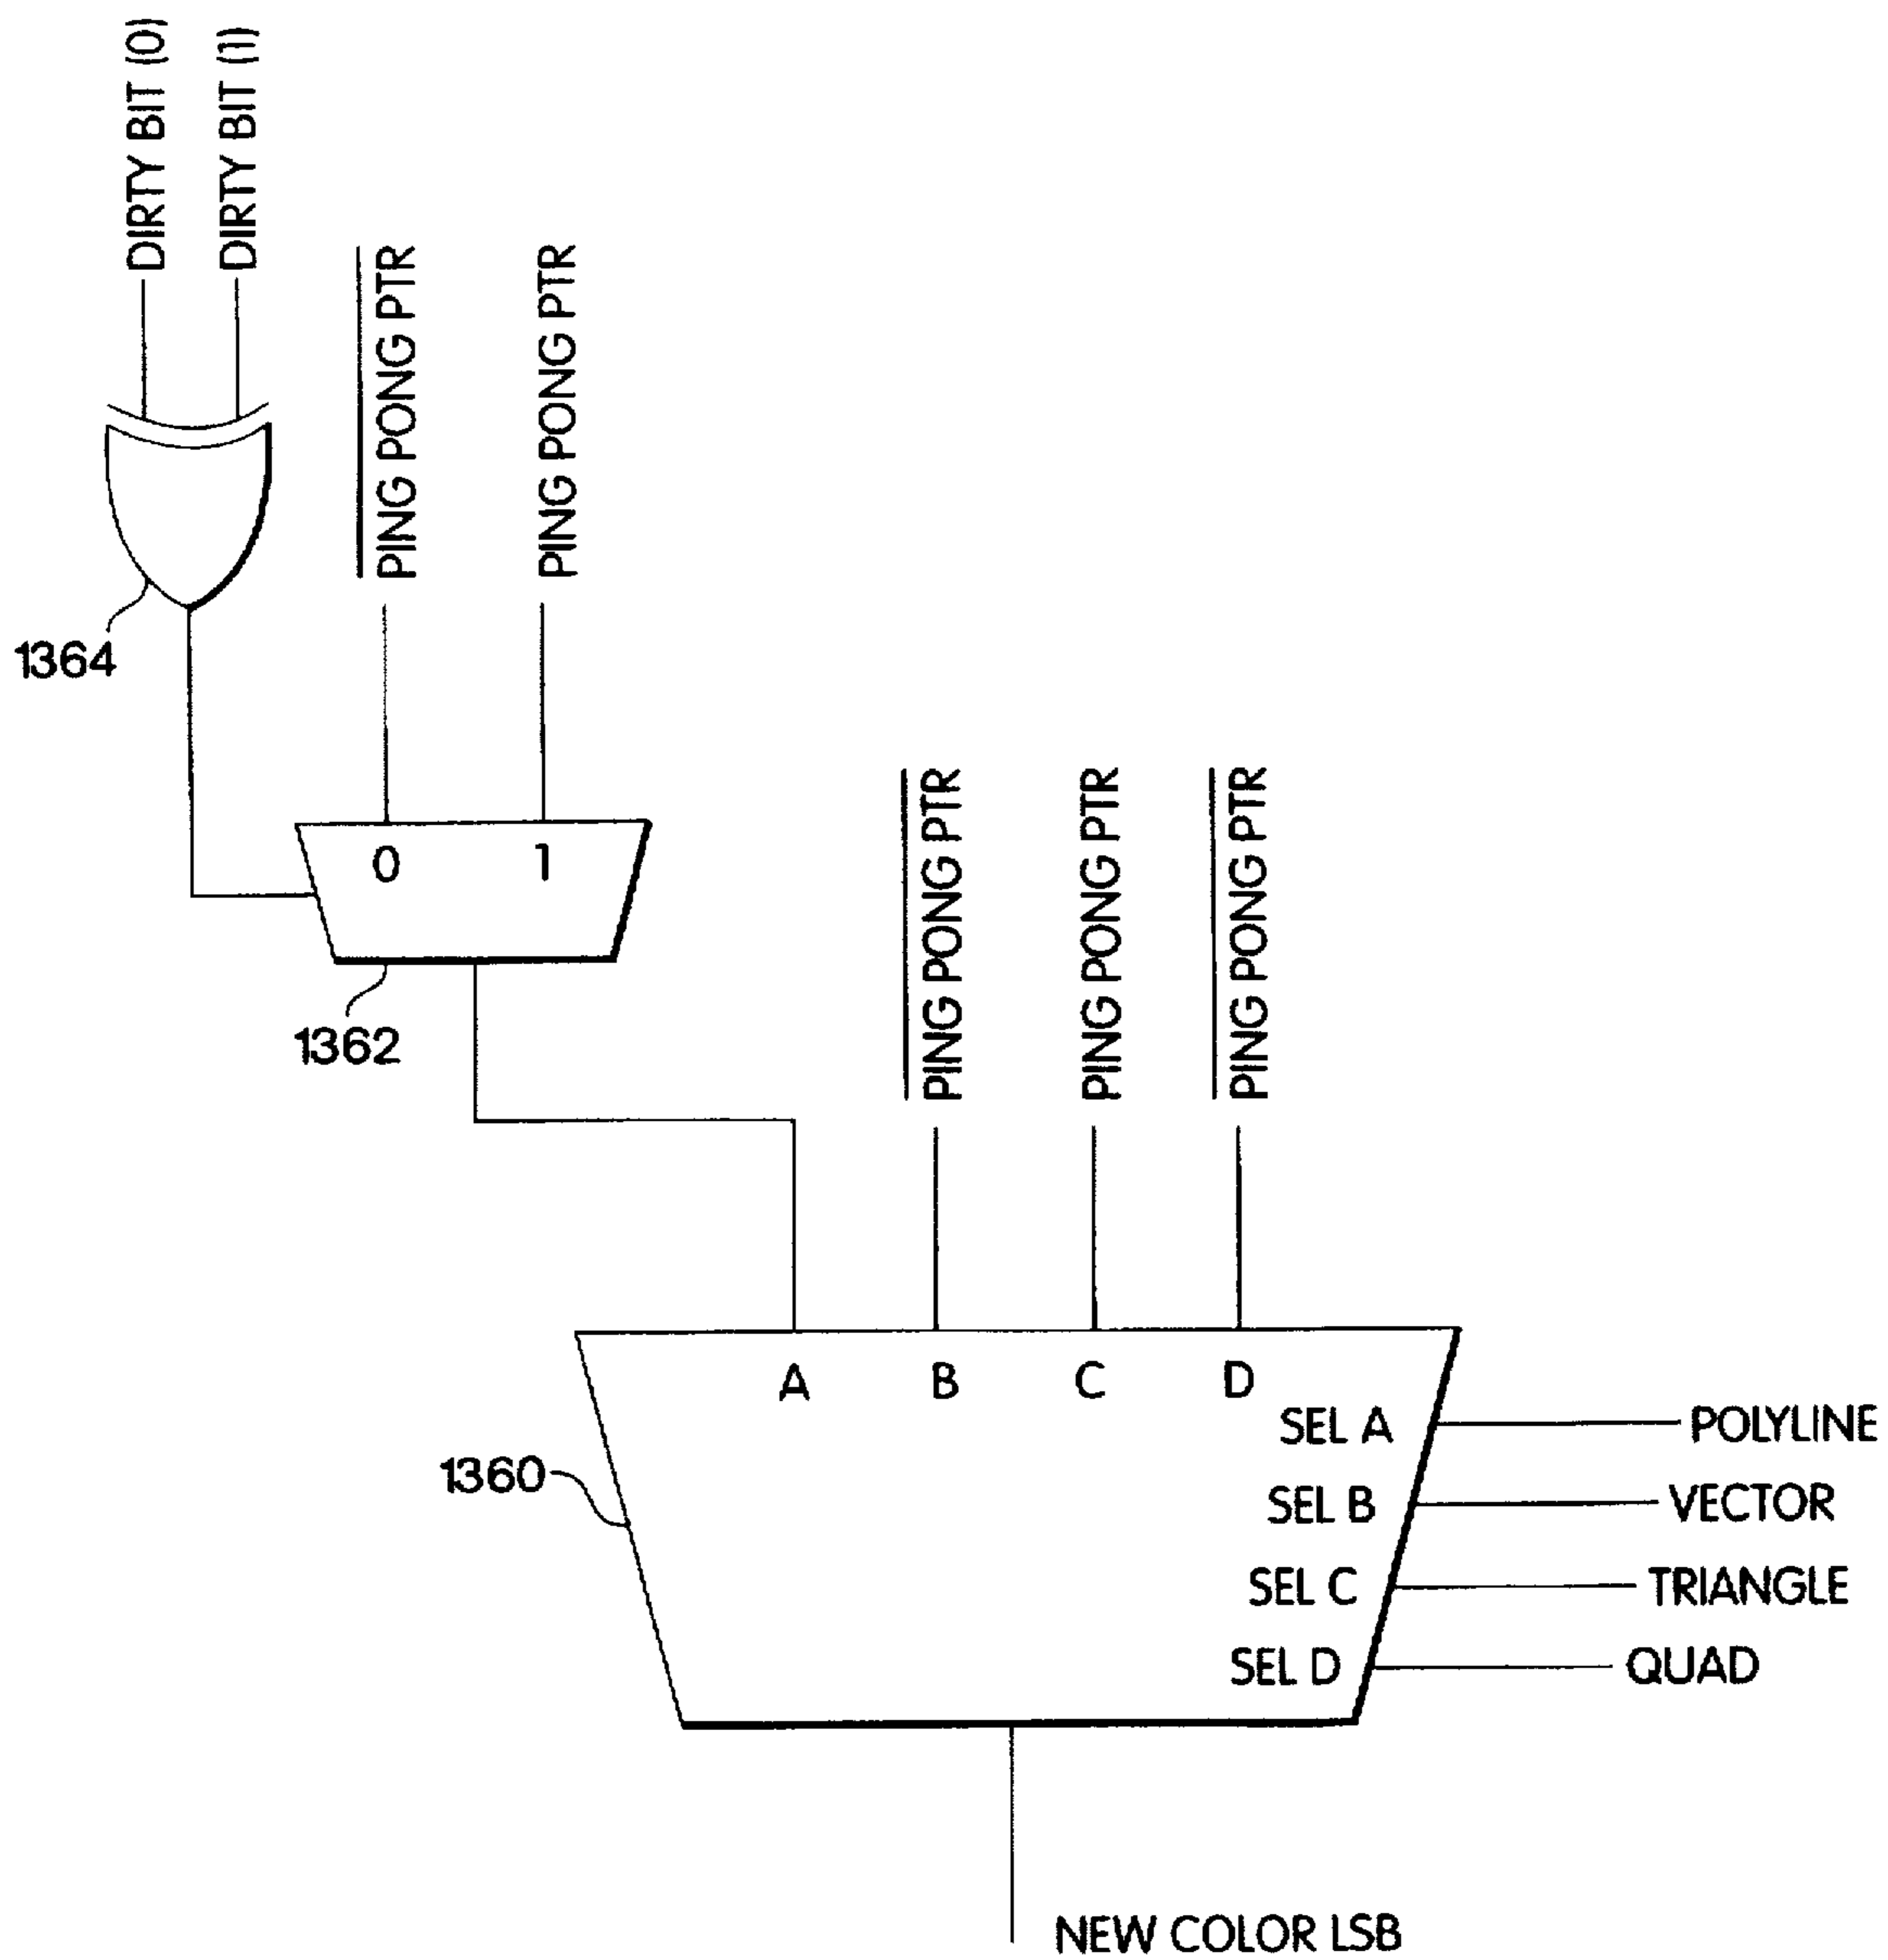 DIRTY BIT (0)
DIRTY BIT (1)
PING PONG PTR
PING PONG PTR
1364
0 1
1362
PING PONG PTR
PING PONG PTR
PING PONG PTR
A B C D
SEL A POLYLINE
1360
SEL B VECTOR
SEL C TRIANGLE
SEL D QUAD
NEW COLOR LSB